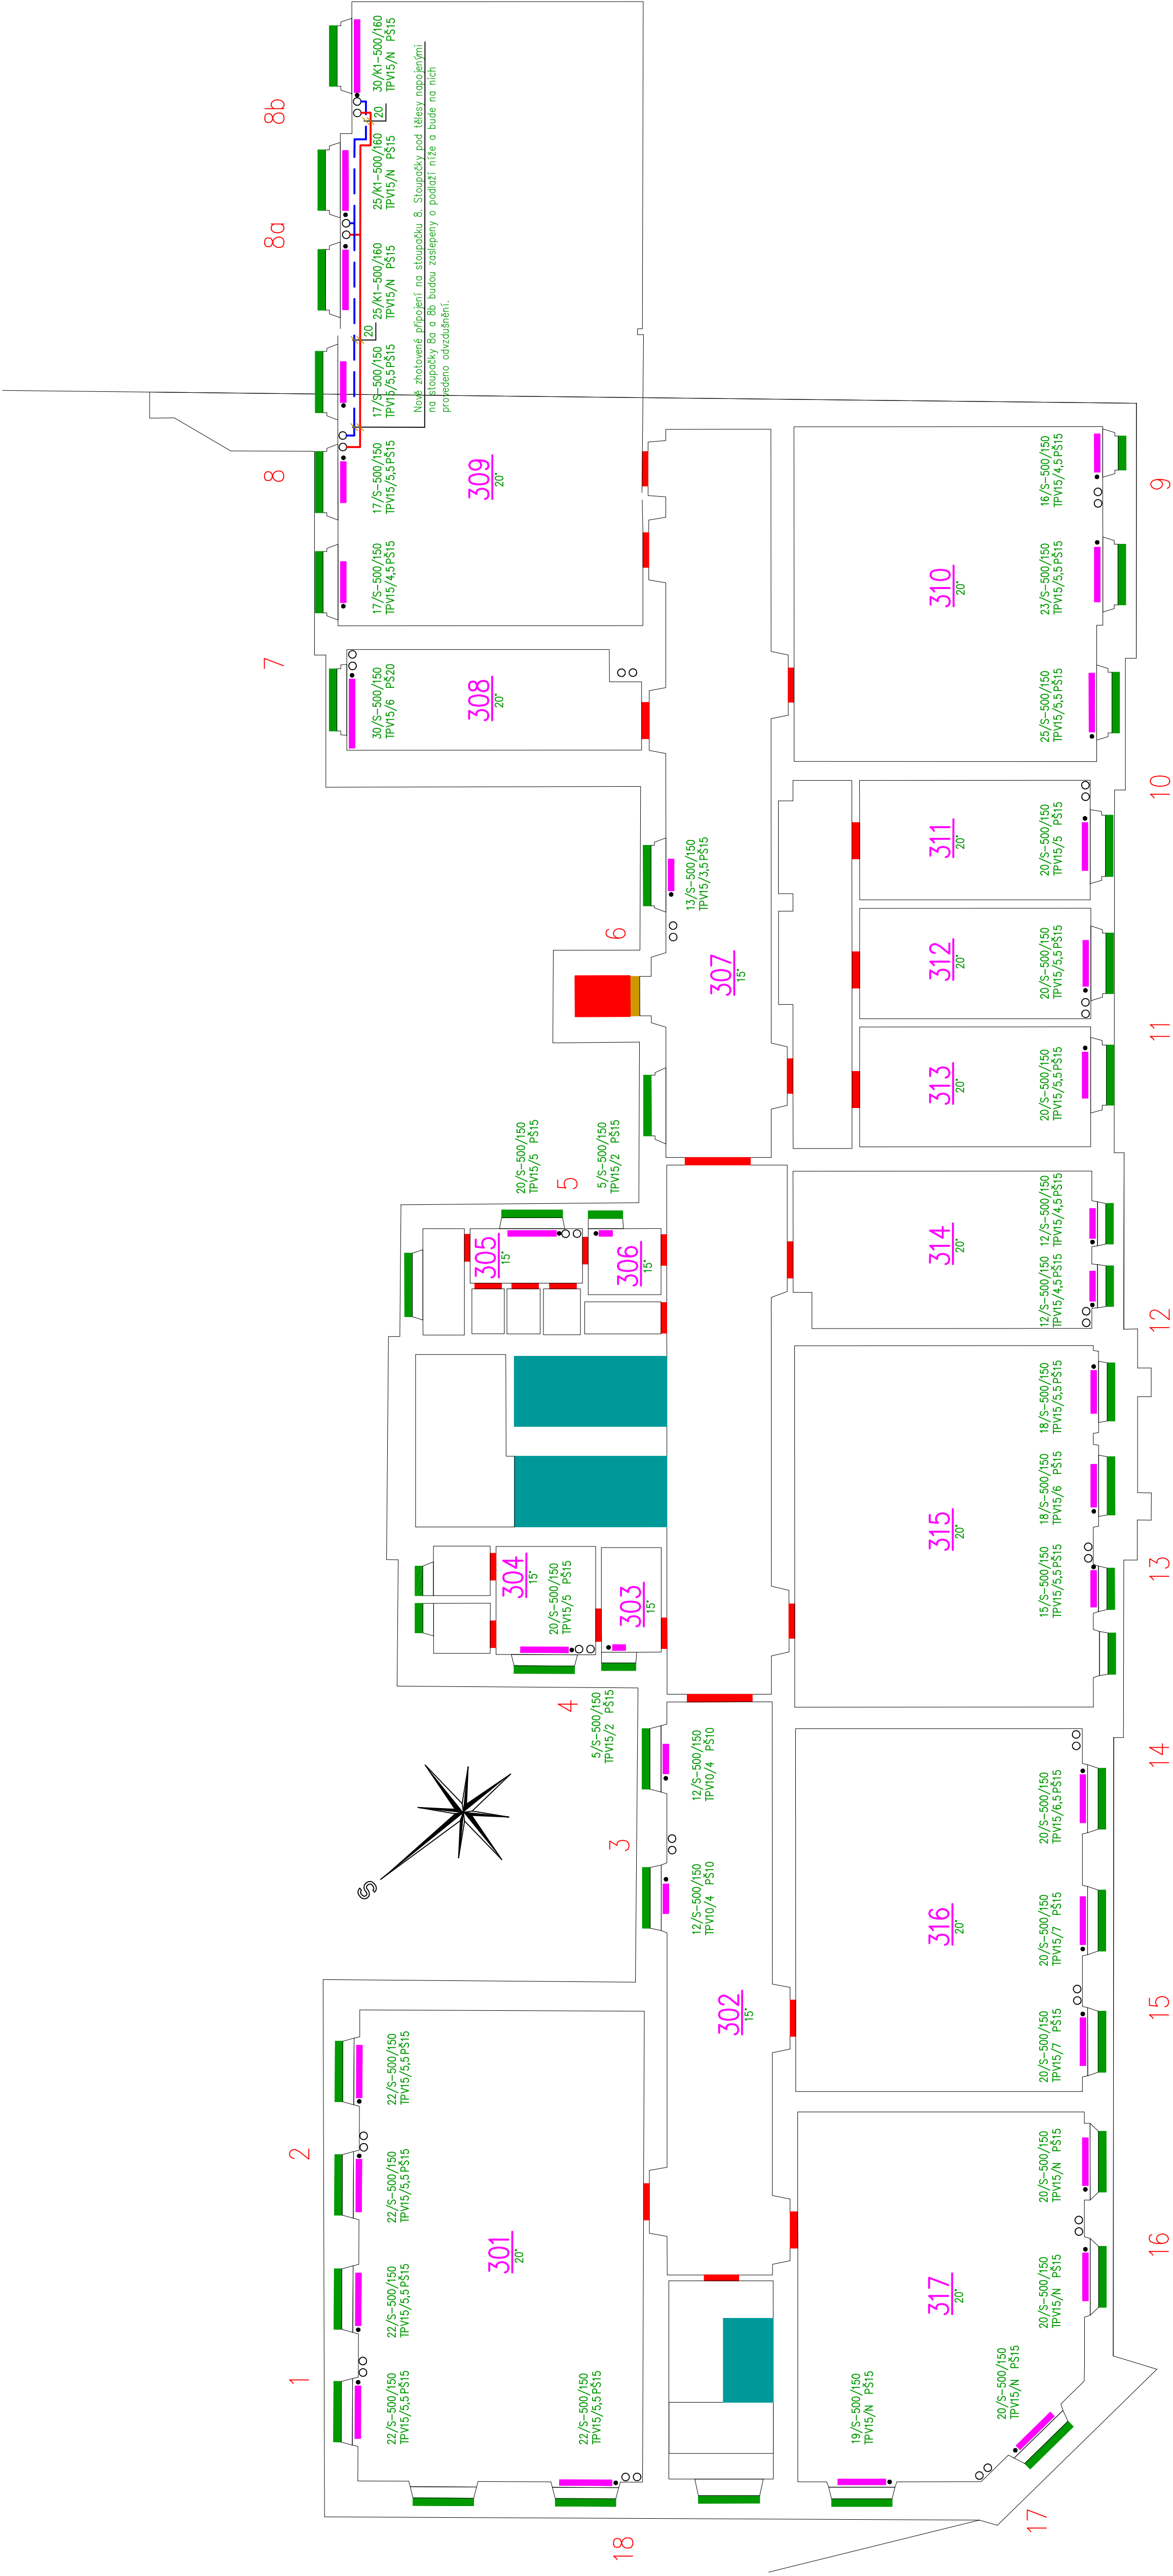 8b
30/K1-500/160
TPV15/N PŠ15
20
25/K1-500/160
TPV15/N PŠ15
8a
25/K1-500/160
TPV15/N PŠ15
20
17/S-500/150
TPV15/5,5 PŠ15
Nově zhotovené připojení na stoupačku 8. Stoupačky pod tělesy napojenými
na stoupačky 8a a 8b budou zaslepeny o podlaží níže a bude na nich
provedeno odvzdušnění.
8
17/S-500/150
TPV15/5,5 PŠ15
309
20°
17/S-500/150
TPV15/4,5 PŠ15
7
30/S-500/150
TPV15/6 PŠ20
308
20°
16/S-500/150
TPV15/4,5 PŠ15
9
310
20°
23/S-500/150
TPV15/5,5 PŠ15
25/S-500/150
TPV15/5,5 PŠ15
10
13/S-500/150
TPV15/3,5 PŠ15
6
307
15°
311
20°
20/S-500/150
TPV15/5 PŠ15
312
20°
20/S-500/150
TPV15/5,5 PŠ15
11
313
20°
20/S-500/150
TPV15/5,5 PŠ15
20/S-500/150
TPV15/5 PŠ15
5
5/S-500/150
TPV15/2 PŠ15
305
15°
306
15°
314
20°
12/S-500/150
TPV15/4,5 PŠ15
12/S-500/150
TPV15/4,5 PŠ15
12
18/S-500/150
TPV15/5,5 PŠ15
315
20°
18/S-500/150
TPV15/6 PŠ15
15/S-500/150
TPV15/5,5 PŠ15
13
304
15°
20/S-500/150
TPV15/5 PŠ15
303
15°
4
5/S-500/150
TPV15/2 PŠ15
12/S-500/150
TPV10/4 PŠ10
3
12/S-500/150
TPV10/4 PŠ10
S
14
20/S-500/150
TPV15/6,5 PŠ15
316
20°
20/S-500/150
TPV15/7 PŠ15
15
20/S-500/150
TPV15/7 PŠ15
302
15°
22/S-500/150
TPV15/5,5 PŠ15
2
22/S-500/150
TPV15/5,5 PŠ15
301
20°
22/S-500/150
TPV15/5,5 PŠ15
1
22/S-500/150
TPV15/5,5 PŠ15
22/S-500/150
TPV15/5,5 PŠ15
18
20/S-500/150
TPV15/N PŠ15
16
20/S-500/150
TPV15/N PŠ15
317
20°
20/S-500/150
TPV15/N PŠ15
19/S-500/150
TPV15/N PŠ15
17